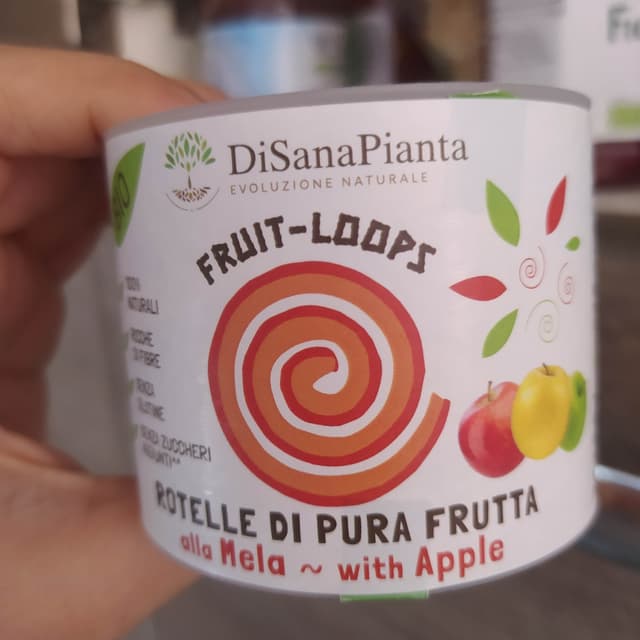 DiSanaPianta
EVOLUZIONE NATURALE
FRUIT-LOOPS
100%
NATURALI
RICCHE
DI FIBRE
SENZA
GLUTINE
SENZA ZUCCHERI
AGGIUNTI**
ROTELLE DI PURA FRUTTA
alla Mela ~ with Apple